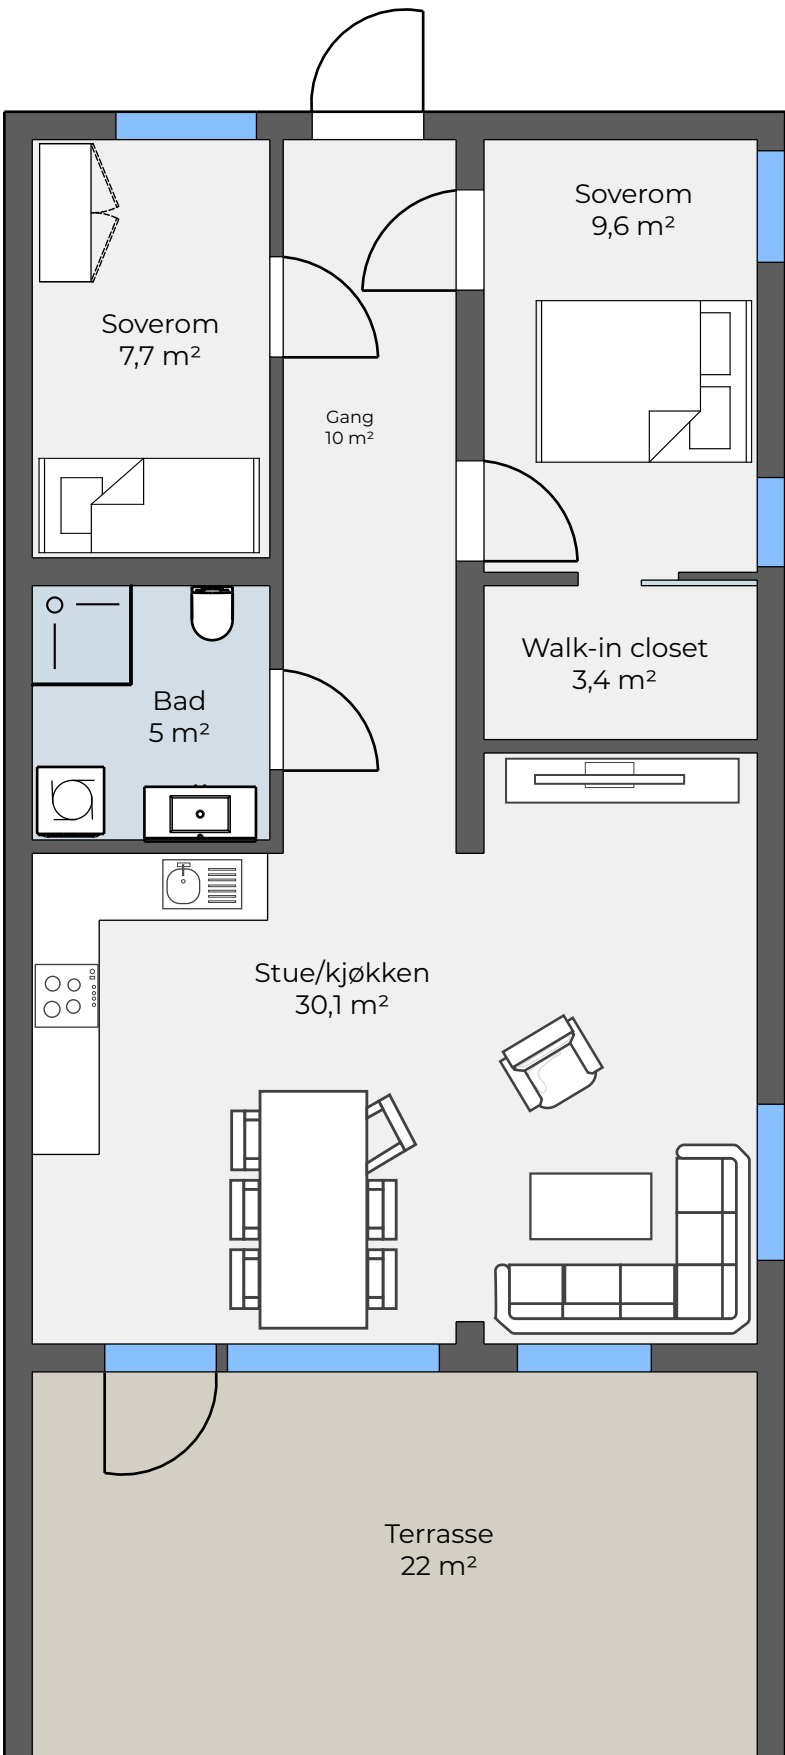 Soverom
9,6 m²
Soverom
7,7 m²
Gang
10 m²
Walk-in closet
3,4 m²
Bad
5 m²
Stue/kjøkken
30,1 m²
Terrasse
22 m²